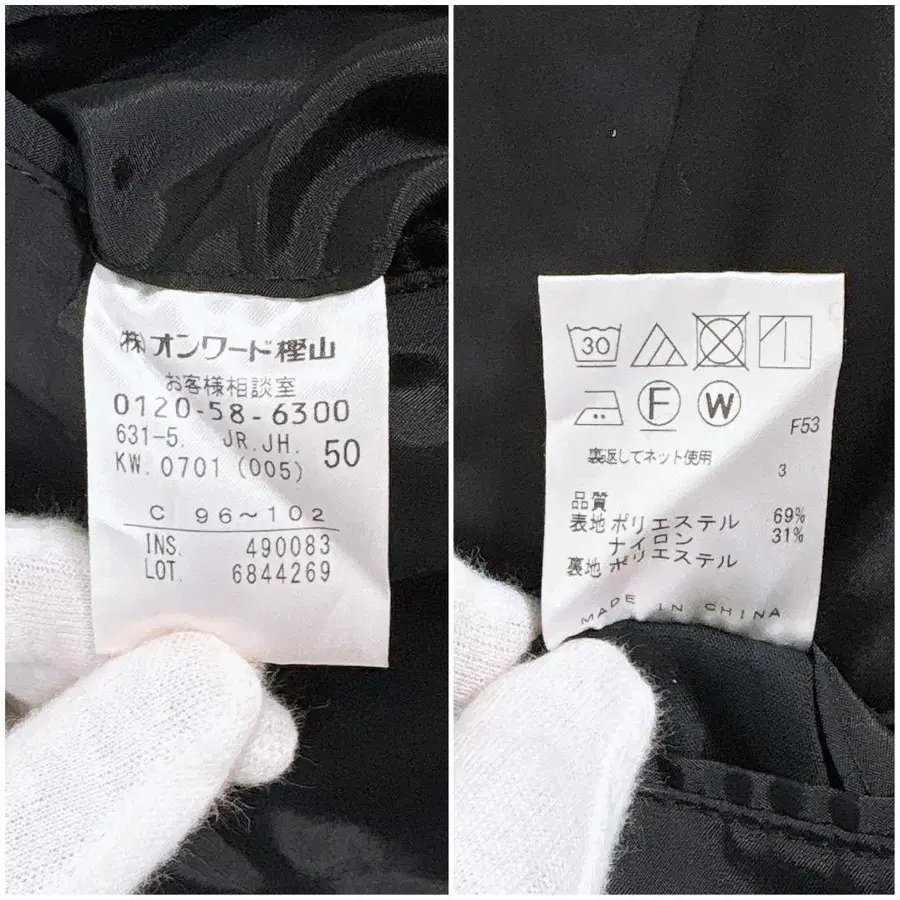 ㈱オンワード樫山
お客様相談室
0120-58-6300
631-5. JR.JH. 50
KW.0701 (005)
C 96～102
INS. 490083
LOT. 6844269
30
F W
F53
裏返してネット使用
3
品質
表地 ポリエステル 69%
ナイロン 31%
裏地 ポリエステル
MADE IN CHINA